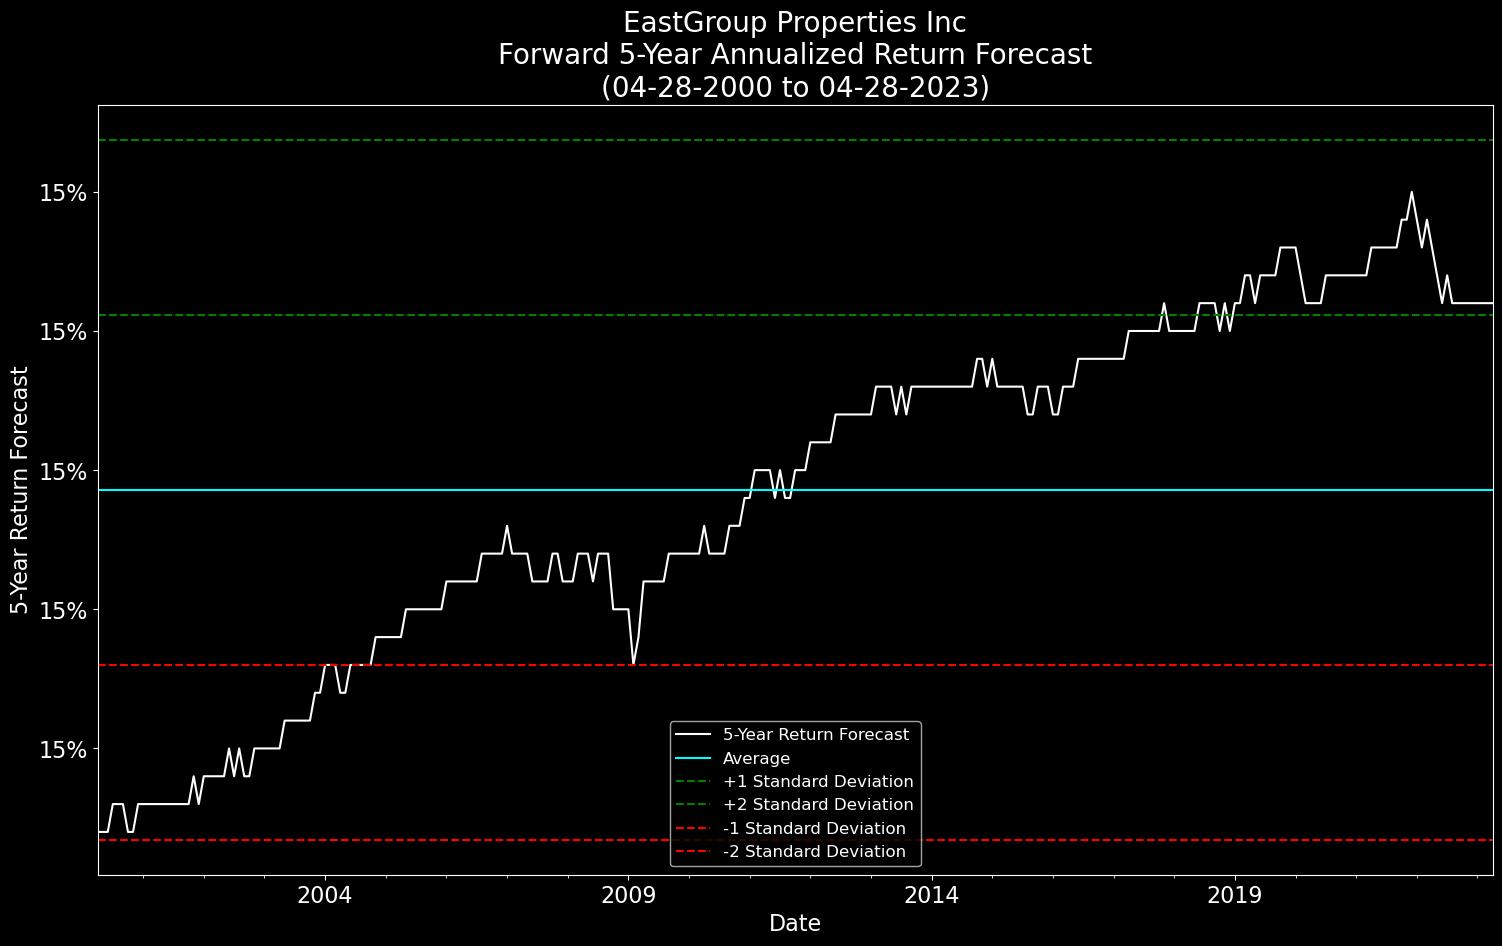 EastGroup Properties Inc
Forward 5-Year Annualized Return Forecast
(04-28-2000 to 04-28-2023)
5-Year Return Forecast
15%
15%
15%
15%
15%
5-Year Return Forecast
Average
+1 Standard Deviation
+2 Standard Deviation
-1 Standard Deviation
-2 Standard Deviation
2004 2009 2014 2019
Date